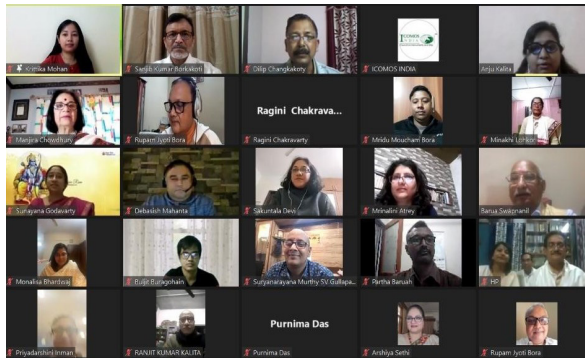 Kritika Mohan
Sanjib Kumar Borkakoti
Dilip Changkakoty
ICOMOS
INDIA
ICOMOS INDIA
Anju Kalita
Manjira Chowdhury
Rupam Jyoti Bora
Ragini Chakrava...
Ragini Chakravarty
Mridu Moucham Bora
Minakhi
Sunayana Godavarty
Debasish Mahanta
Sakuntala Devi
Mrinalini Atrey
Barua Swapnanil
Monalisa Bhardwaj
Buljit Buragohain
Suryanarayana Murthy SV.Gullapa...
Partha Baruah
HP
Priyadarshini Inman
RANJIT KUMAR KALITA
Purnima Das
Purnima Das
Arshiya Sethi
Rupam Jyoti Bora